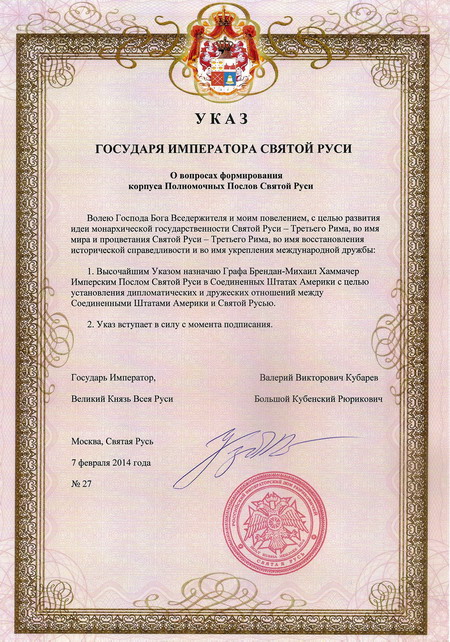 УКАЗ
ГОСУДАРЯ ИМПЕРАТОРА СВЯТОЙ РУСИ
О вопросах формирования
корпуса Полномочных Послов Святой Руси
Волею Господа Бога Вседержителя и моим повелением, с целью развития
идеи монархической государственности Святой Руси – Третьего Рима, во имя
мира и процветания Святой Руси – Третьего Рима, во имя восстановления
исторической справедливости и во имя укрепления международной дружбы:
1. Высочайшим Указом назначаю Графа Брендан-Михаил Хаммачер
Имперским Послом Святой Руси в Соединенных Штатах Америки с целью
установления дипломатических и дружеских отношений между
Соединенными Штатами Америки и Святой Русью.
2. Указ вступает в силу с момента подписания.
Государь Император, Валерий Викторович Кубарев
Великий Князь Всея Руси Большой Кубенский Рюрикович
Москва, Святая Русь
7 февраля 2014 года
№ 27
СВЯТАЯ РУСЬ